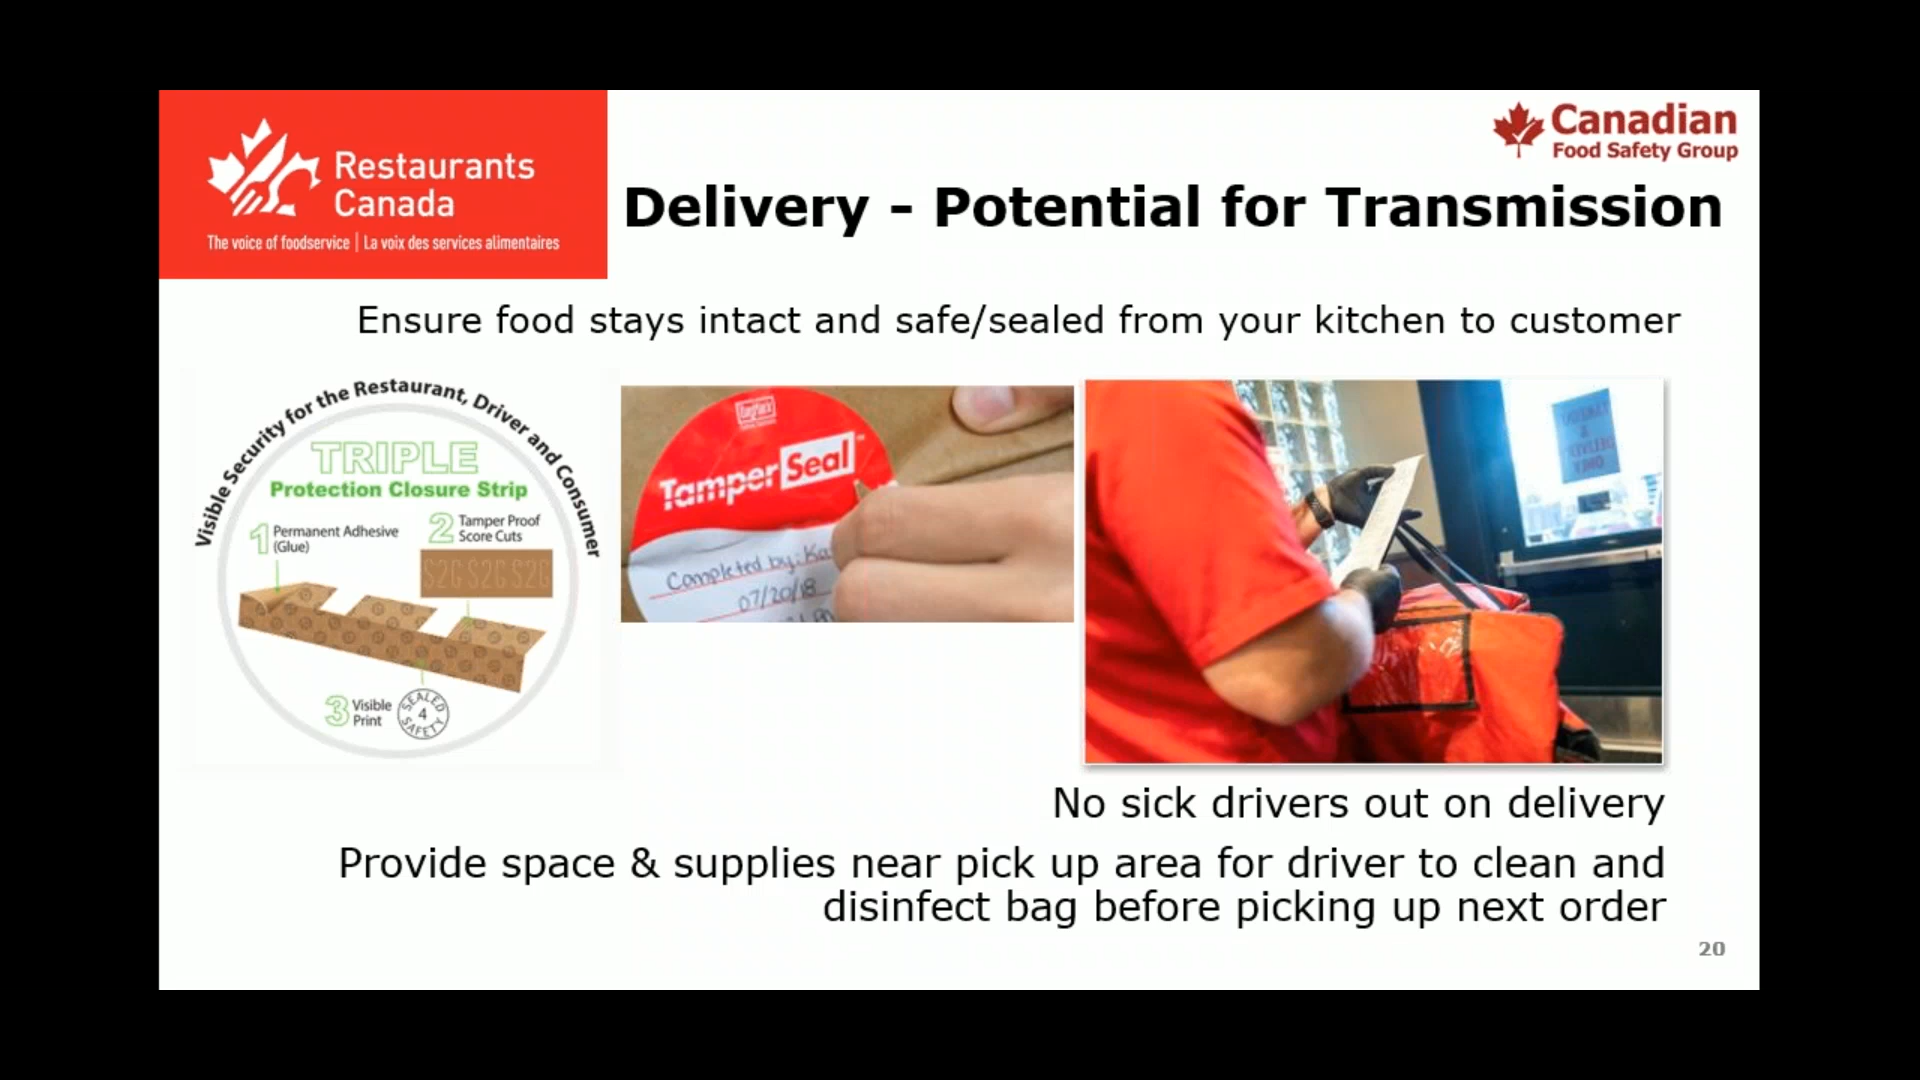 Restaurants
Canada
The voice of foodservice | La voix des services alimentaires
Canadian
Food Safety Group
Delivery - Potential for Transmission
Ensure food stays intact and safe/sealed from your kitchen to customer
Visible Security for the Restaurant, Driver and Consumer
TRIPLE
Protection Closure Strip
1 Permanent Adhesive
(Glue)
2 Tamper Proof
Score Cuts
S2G S2G S2G
3 Visible
Print
SEALED
4
SAFETY
TamperSeal
Completed by:
07/20/18
No sick drivers out on delivery
Provide space & supplies near pick up area for driver to clean and
disinfect bag before picking up next order
20